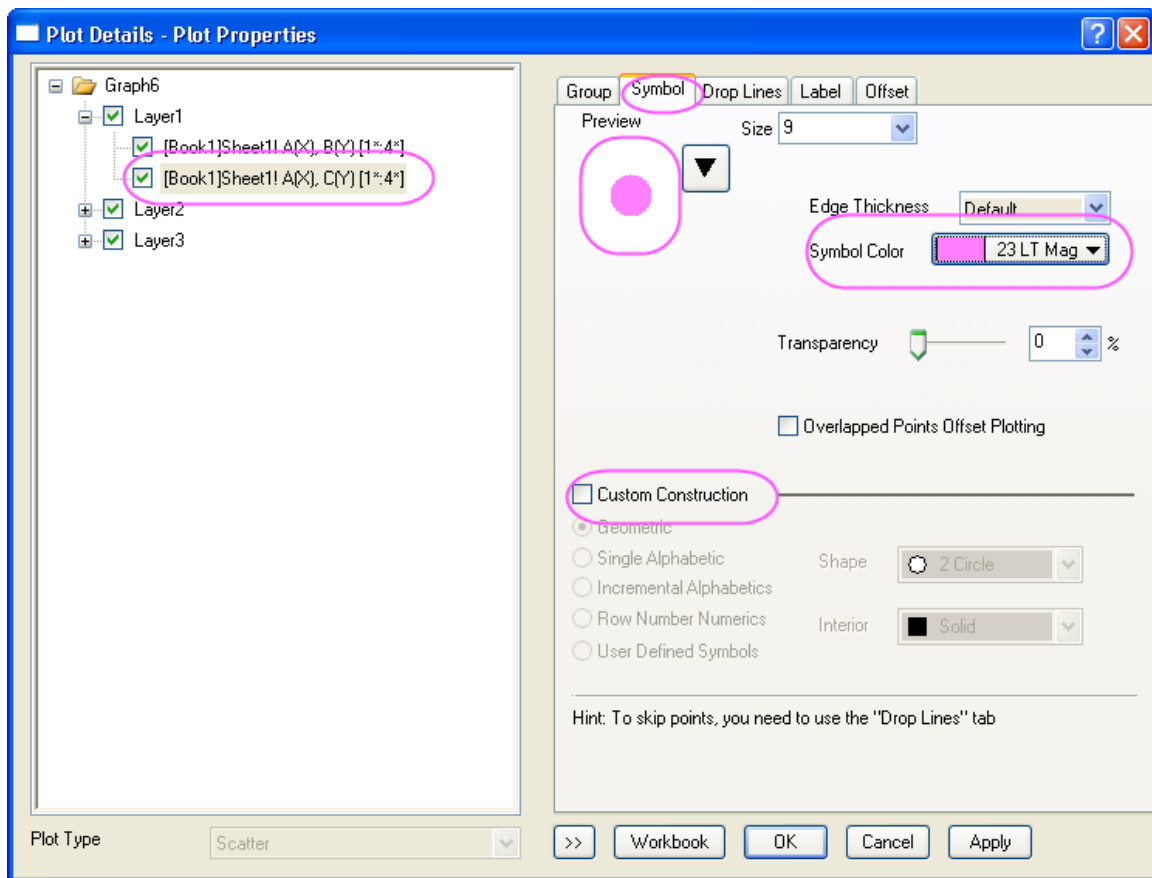 Plot Details - Plot Properties
Graph6
Layer1
[Book1]Sheet1! A(X), B(Y) [1*:4*]
[Book1]Sheet1! A(X), C(Y) [1*:4*]
Layer2
Layer3
Plot Type
Scatter
Group Symbol Drop Lines Label Offset
Preview
Size 9
Edge Thickness Default
Symbol Color 23 LT Mag
Transparency 0 %
Overlapped Points Offset Plotting
Custom Construction
Geometric
Single Alphabetic
Incremental Alphabetics
Row Number Numerics
User Defined Symbols
Shape 2 Circle
Interior Solid
Hint: To skip points, you need to use the "Drop Lines" tab
>> Workbook OK Cancel Apply